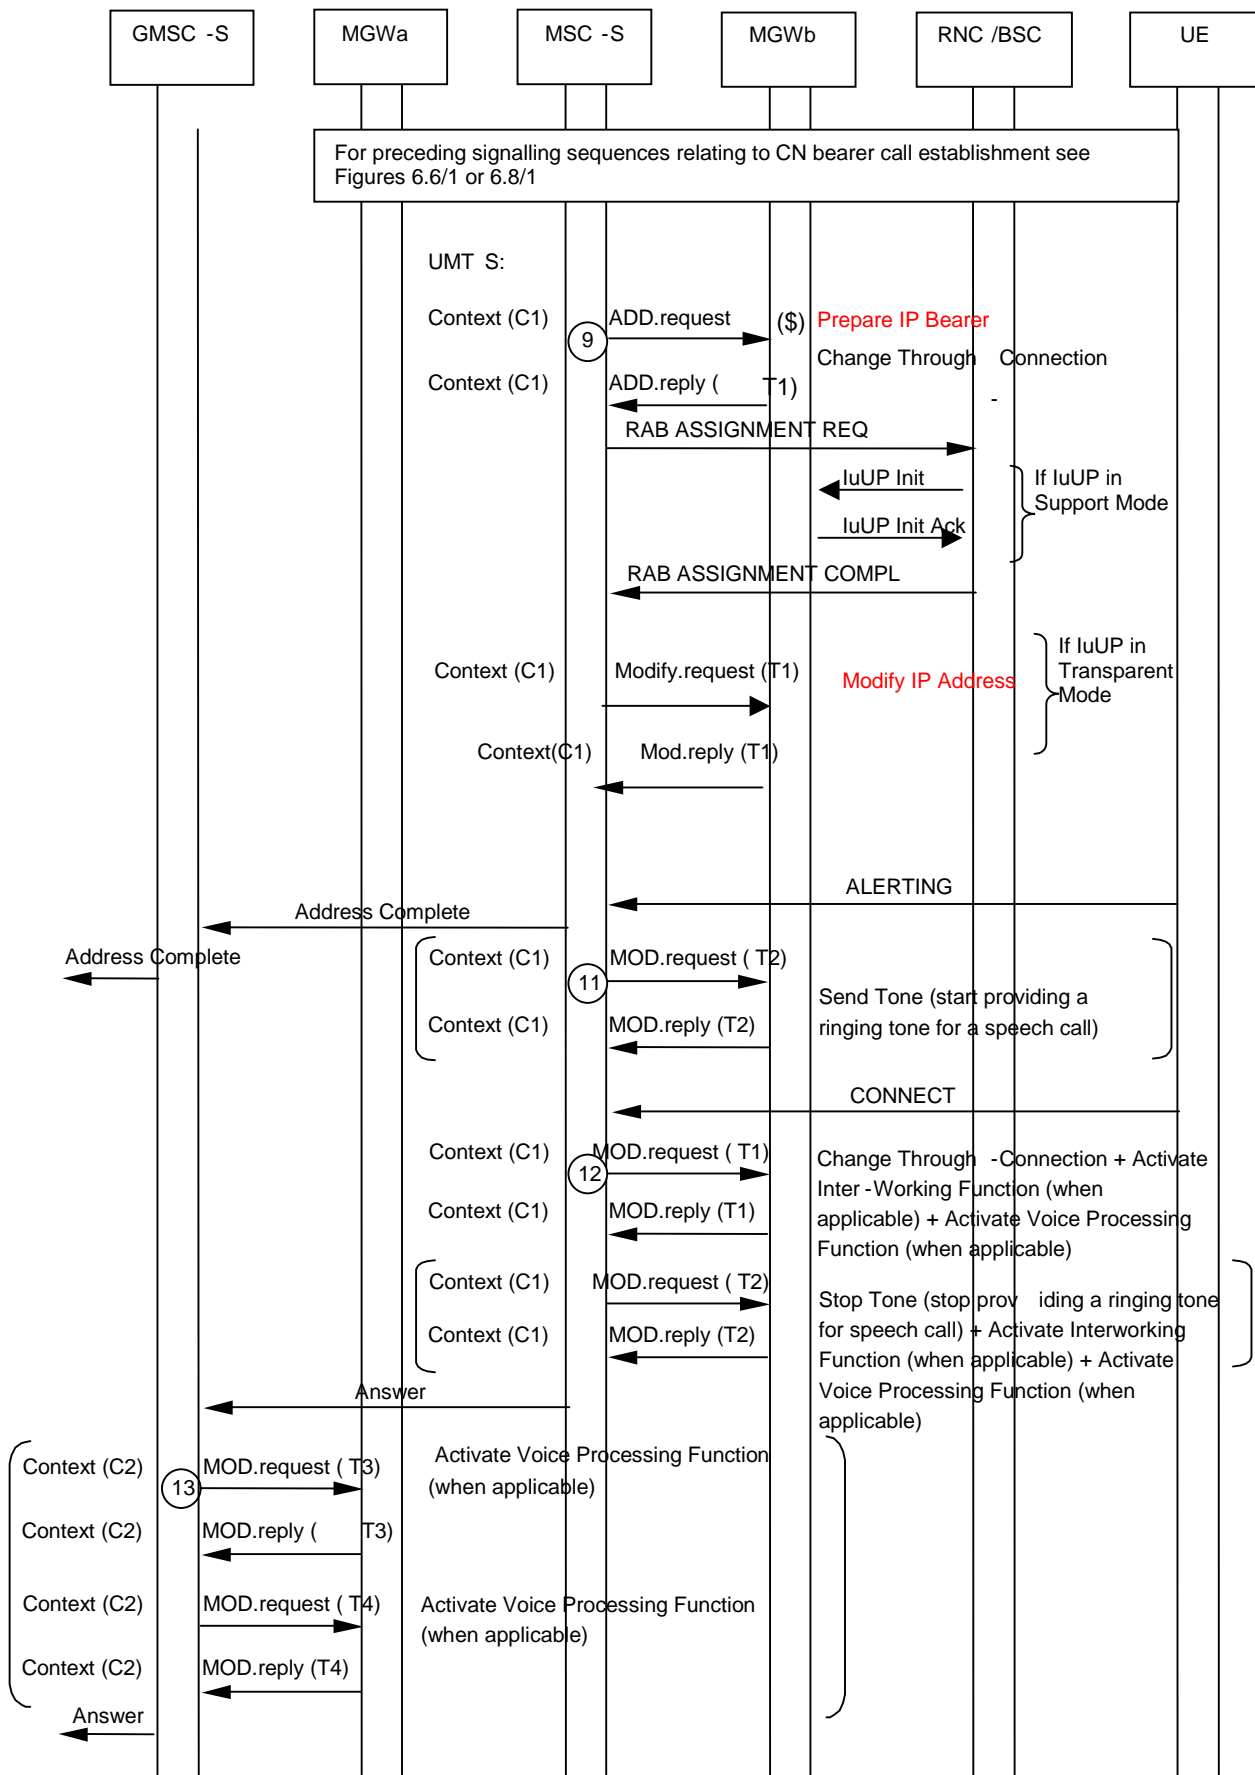 GMSC -S
MGWa
MSC -S
MGWb
RNC /BSC
UE
For preceding signalling sequences relating to CN bearer call establishment see
Figures 6.6/1 or 6.8/1
UMT S:
Context (C1)
9
ADD.request
($)
Prepare IP Bearer
Change Through Connection
-
Context (C1)
ADD.reply ( T1)
RAB ASSIGNMENT REQ
IuUP Init
IuUP Init Ack
If IuUP in
Support Mode
RAB ASSIGNMENT COMPL
Context (C1)
Modify.request (T1)
Modify IP Address
If IuUP in
Transparent
Mode
Context(C1)
Mod.reply (T1)
ALERTING
Address Complete
Address Complete
Context (C1)
11
MOD.request ( T2)
Send Tone (start providing a
ringing tone for a speech call)
Context (C1)
MOD.reply (T2)
CONNECT
Context (C1)
12
MOD.request ( T1)
Change Through -Connection + Activate
Inter -Working Function (when
applicable) + Activate Voice Processing
Function (when applicable)
Context (C1)
MOD.reply (T1)
Context (C1)
MOD.request ( T2)
Stop Tone (stop prov iding a ringing tone
for speech call) + Activate Interworking
Function (when applicable) + Activate
Voice Processing Function (when
applicable)
Context (C1)
MOD.reply (T2)
Answer
Context (C2)
13
MOD.request ( T3)
Activate Voice Processing Function
(when applicable)
Context (C2)
MOD.reply ( T3)
Context (C2)
MOD.request ( T4)
Activate Voice Processing Function
(when applicable)
Context (C2)
MOD.reply (T4)
Answer